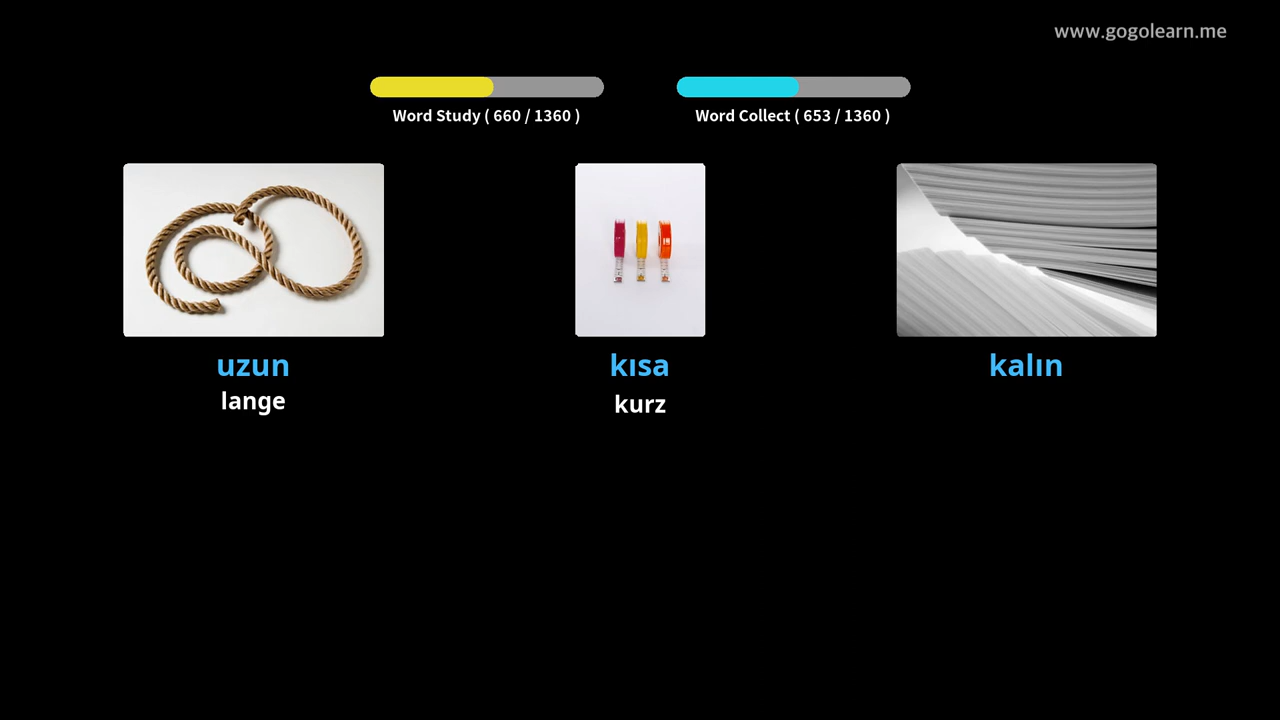 www.gogolearn.me
Word Study ( 660 / 1360 )
Word Collect ( 653 / 1360 )
uzun
lange
kısa
kurz
kalın